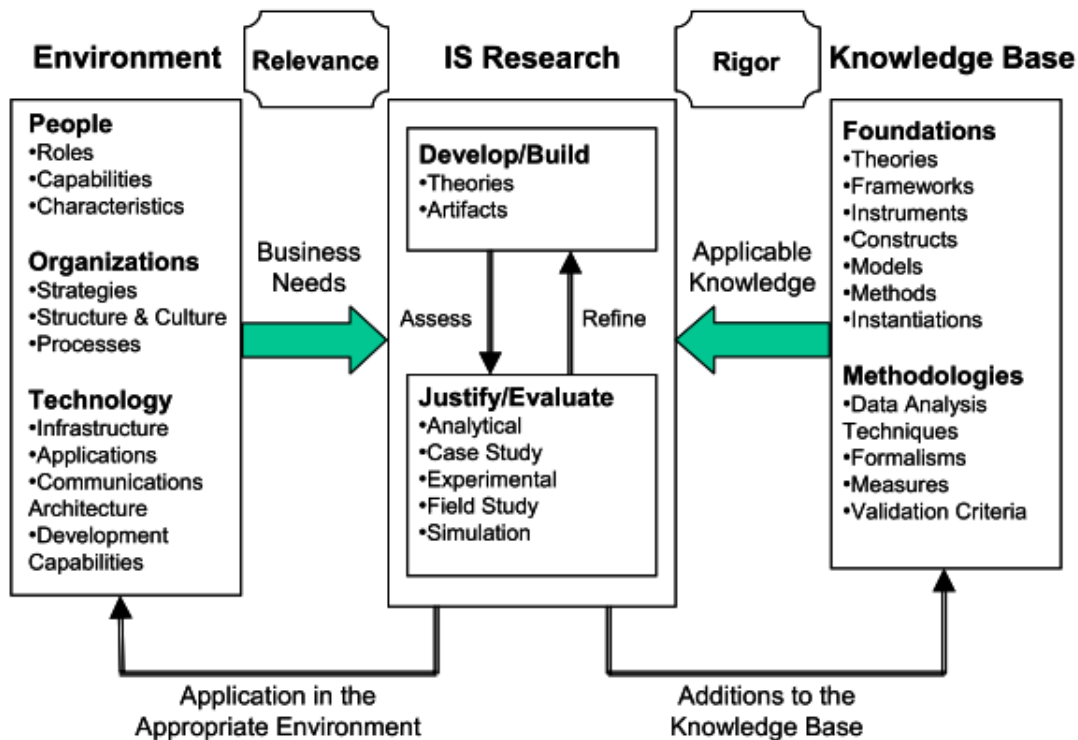 Environment
Relevance
IS Research
Rigor
Knowledge Base
People
•Roles
•Capabilities
•Characteristics
Organizations
•Strategies
•Structure & Culture
•Processes
Technology
•Infrastructure
•Applications
•Communications
Architecture
•Development
Capabilities
Business
Needs
Develop/Build
•Theories
•Artifacts
Assess
Refine
Justify/Evaluate
•Analytical
•Case Study
•Experimental
•Field Study
•Simulation
Applicable
Knowledge
Foundations
•Theories
•Frameworks
•Instruments
•Constructs
•Models
•Methods
•Instantiations
Methodologies
•Data Analysis
Techniques
•Formalisms
•Measures
•Validation Criteria
Application in the
Appropriate Environment
Additions to the
Knowledge Base